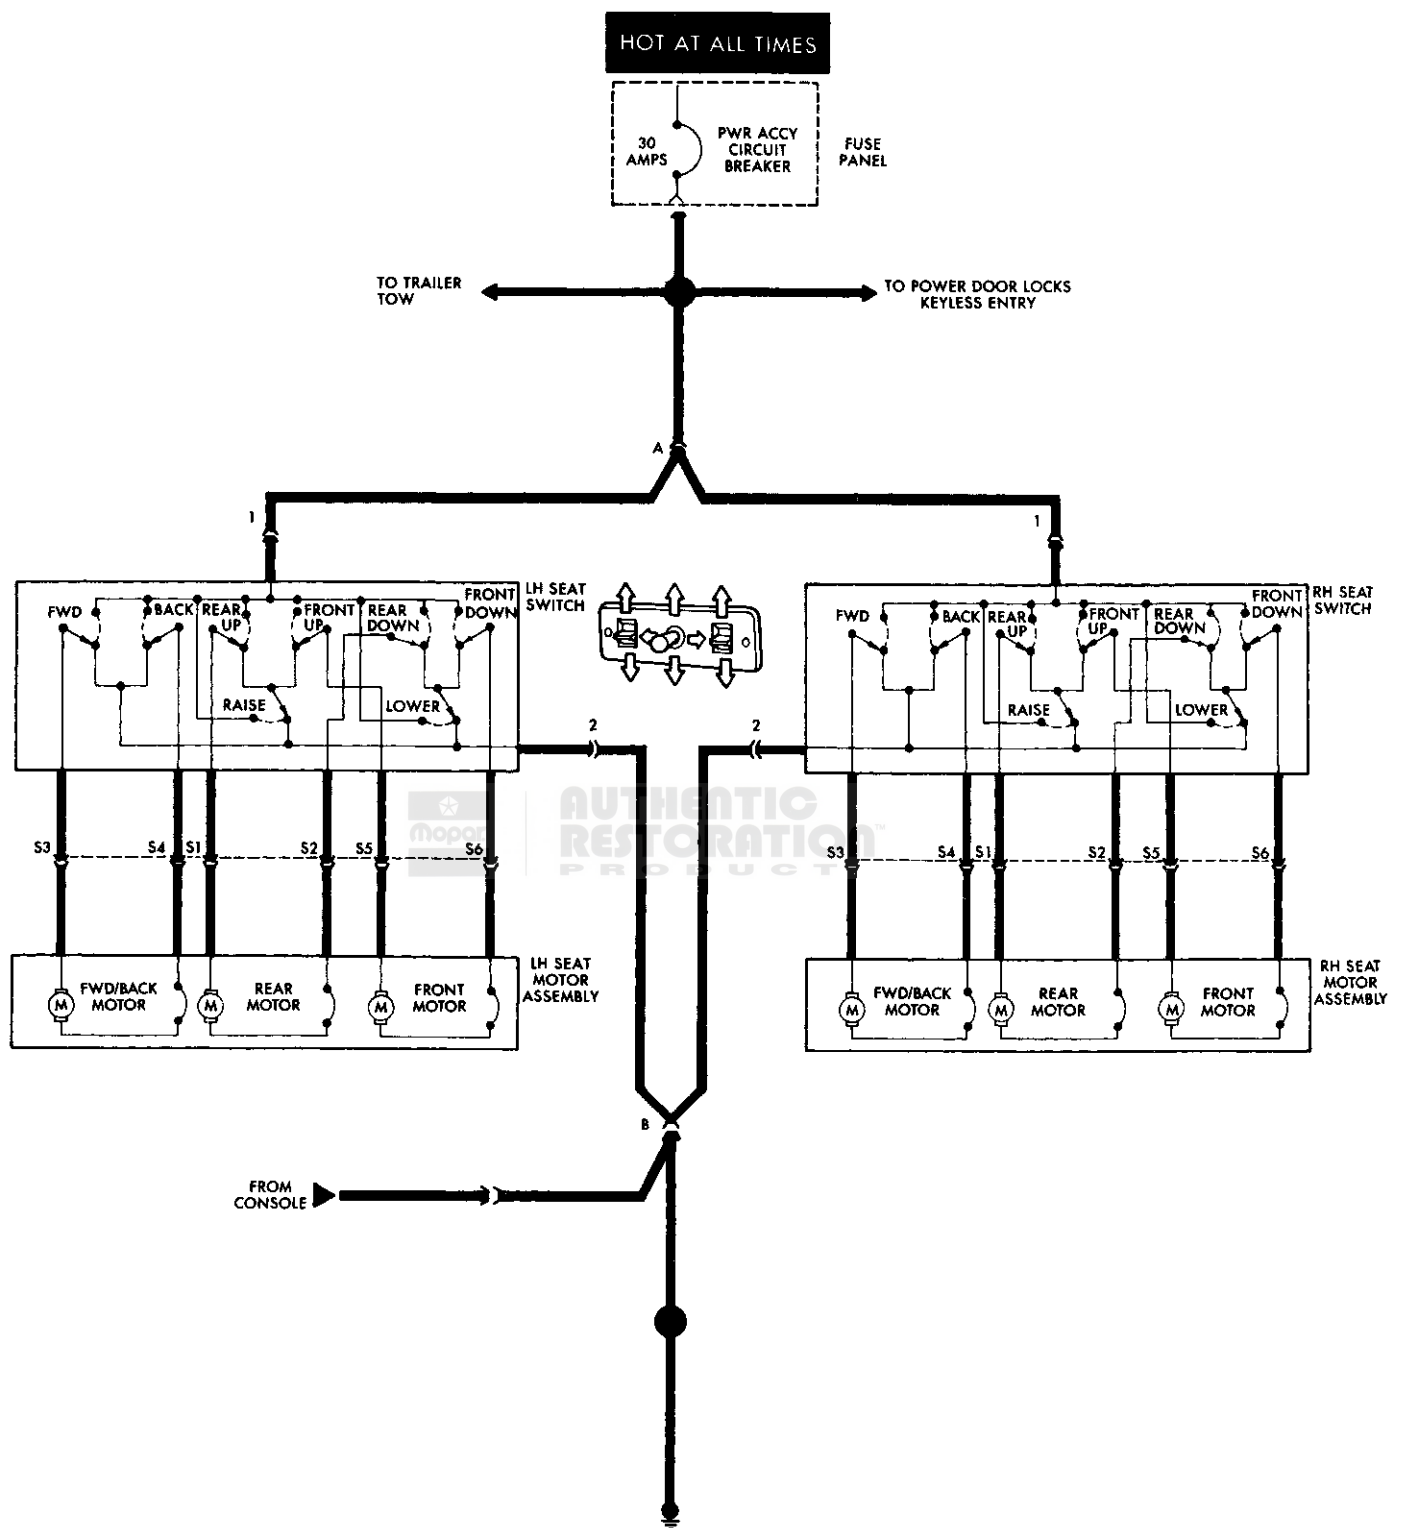 HOT AT ALL TIMES
30
AMPS
PWR ACCY
CIRCUIT
BREAKER
FUSE
PANEL
TO TRAILER
TOW
TO POWER DOOR LOCKS
KEYLESS ENTRY
A
1
1
LH SEAT
SWITCH
FWD
BACK
REAR
UP
FRONT
UP
REAR
DOWN
FRONT
DOWN
RAISE
LOWER
RH SEAT
SWITCH
FWD
BACK
REAR
UP
FRONT
UP
REAR
DOWN
FRONT
DOWN
RAISE
LOWER
2
2
Mopar
AUTHENTIC
RESTORATION™
PRODUCT
S3
S4
S1
S2
S5
S6
S3
S4
S1
S2
S5
S6
LH SEAT
MOTOR
ASSEMBLY
M
FWD/BACK
MOTOR
M
REAR
MOTOR
M
FRONT
MOTOR
RH SEAT
MOTOR
ASSEMBLY
M
FWD/BACK
MOTOR
M
REAR
MOTOR
M
FRONT
MOTOR
B
FROM
CONSOLE